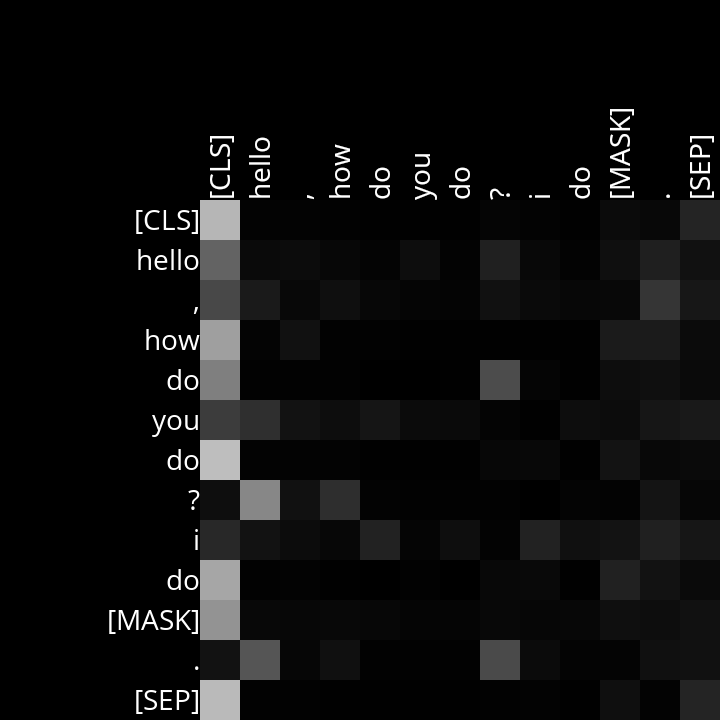 [CLS] hello , how do you do ? i do [MASK] . [SEP]
[CLS]
hello
,
how
do
you
do
?
i
do
[MASK]
.
[SEP]